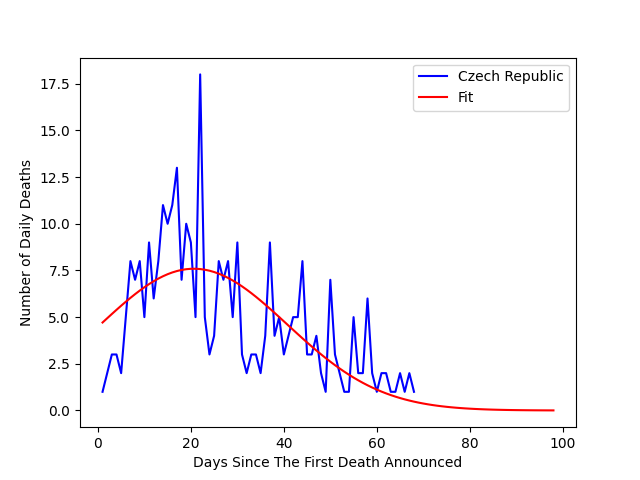 Czech Republic
Fit
17.5
15.0
12.5
10.0
7.5
5.0
2.5
0.0
Number of Daily Deaths
0 20 40 60 80 100
Days Since The First Death Announced